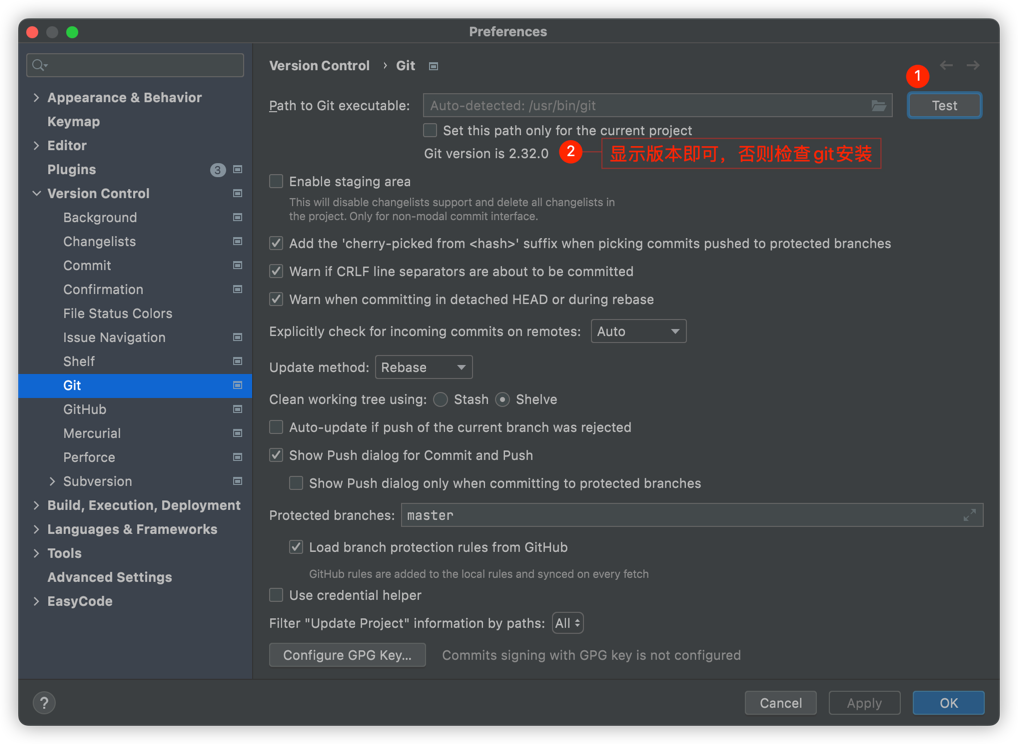 Preferences
Version Control › Git
Appearance & Behavior
Keymap
Editor
Plugins 3
Version Control
Background
Changelists
Commit
Confirmation
File Status Colors
Issue Navigation
Shelf
Git
GitHub
Mercurial
Perforce
Subversion
Build, Execution, Deployment
Languages & Frameworks
Tools
Advanced Settings
EasyCode
1
Path to Git executable: Auto-detected: /usr/bin/git Test
Set this path only for the current project
Git version is 2.32.0 2 显示版本即可，否则检查git安装
Enable staging area
This will disable changelists support and delete all changelists in
the project. Only for non-modal commit interface.
Add the 'cherry-picked from <hash>' suffix when picking commits pushed to protected branches
Warn if CRLF line separators are about to be committed
Warn when committing in detached HEAD or during rebase
Explicitly check for incoming commits on remotes: Auto
Update method: Rebase
Clean working tree using: Stash Shelve
Auto-update if push of the current branch was rejected
Show Push dialog for Commit and Push
Show Push dialog only when committing to protected branches
Protected branches: master
Load branch protection rules from GitHub
GitHub rules are added to the local rules and synced on every fetch
Use credential helper
Filter "Update Project" information by paths: All
Configure GPG Key... Commits signing with GPG key is not configured
? Cancel Apply OK